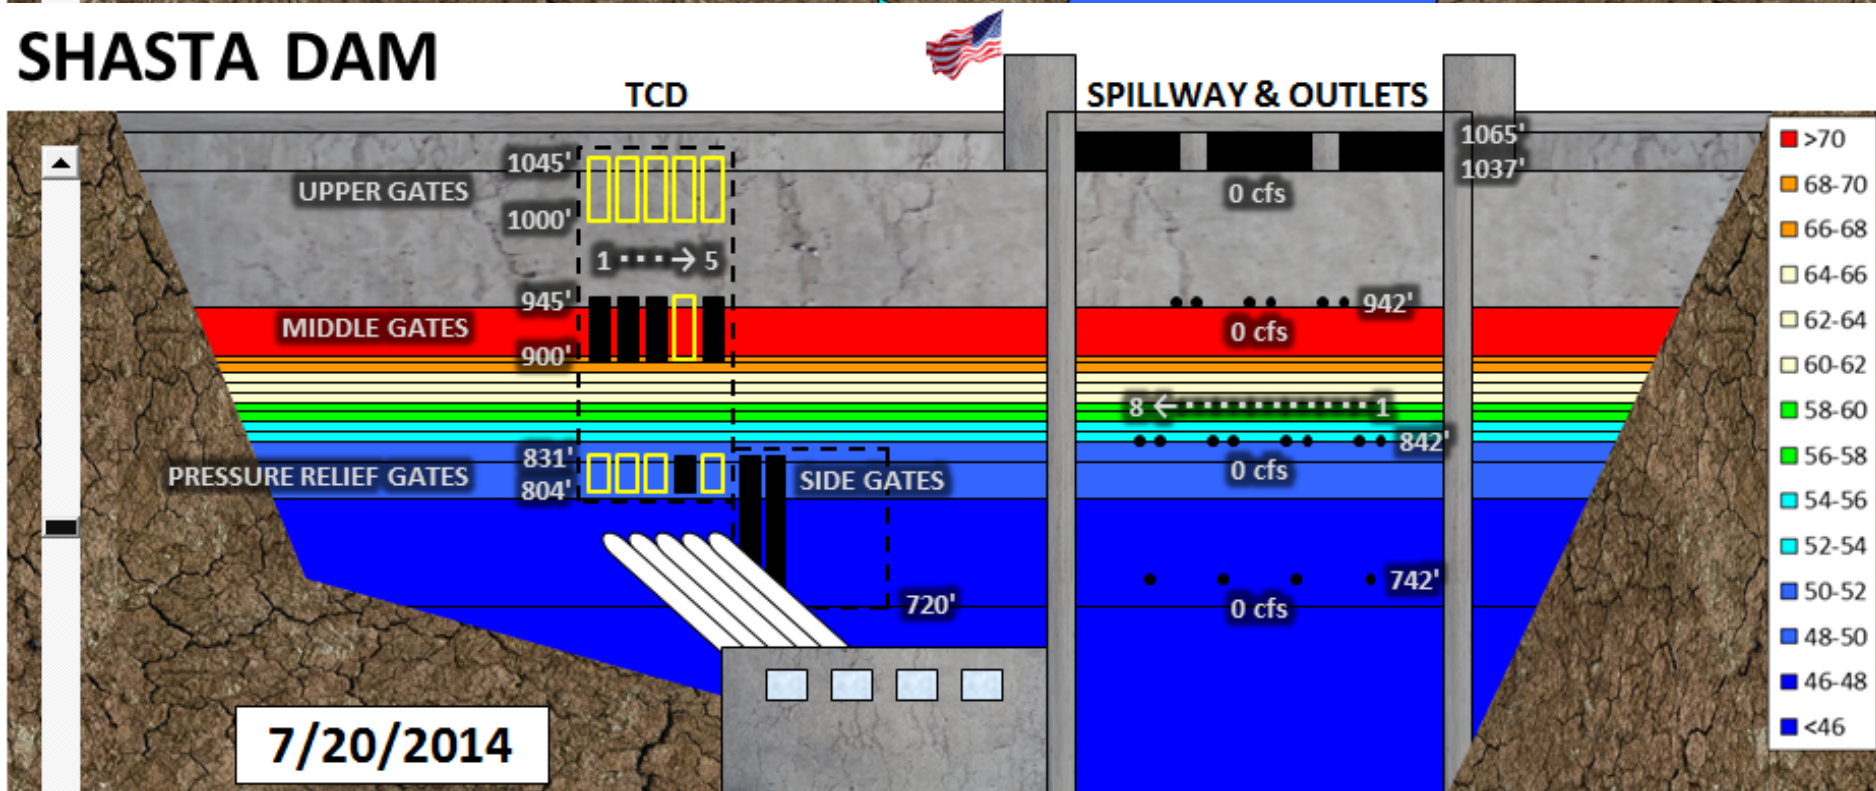 SHASTA DAM
TCD
SPILLWAY & OUTLETS
1045'
UPPER GATES
1000'
1 → 5
945'
MIDDLE GATES
900'
831'
PRESSURE RELIEF GATES
804'
SIDE GATES
720'
1065'
1037'
0 cfs
942'
0 cfs
8 ← 1
842'
0 cfs
742'
0 cfs
7/20/2014
>70
68-70
66-68
64-66
62-64
60-62
58-60
56-58
54-56
52-54
50-52
48-50
46-48
<46